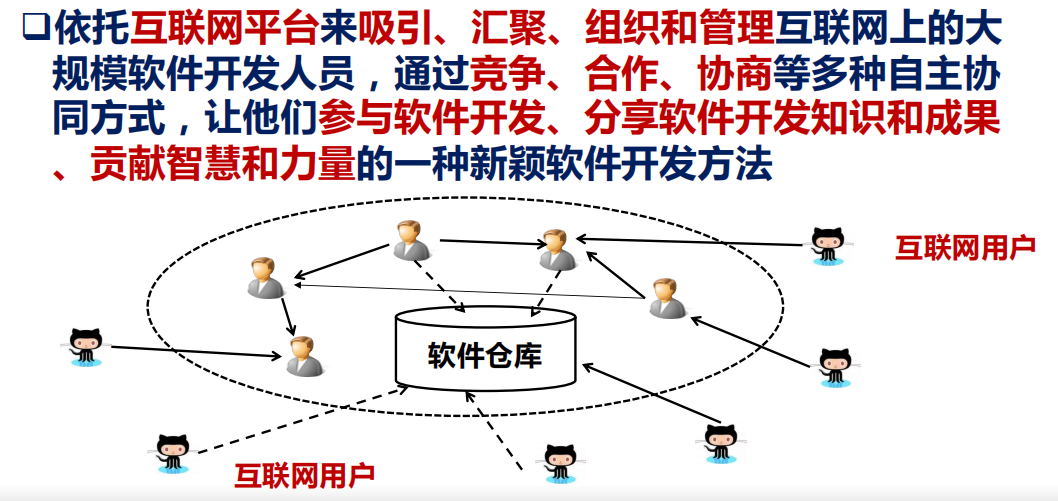 ❑依托互联网平台来吸引、汇聚、组织和管理互联网上的大
规模软件开发人员，通过竞争、合作、协商等多种自主协
同方式，让他们参与软件开发、分享软件开发知识和成果
、贡献智慧和力量的一种新颖软件开发方法
互联网用户
软件仓库
互联网用户